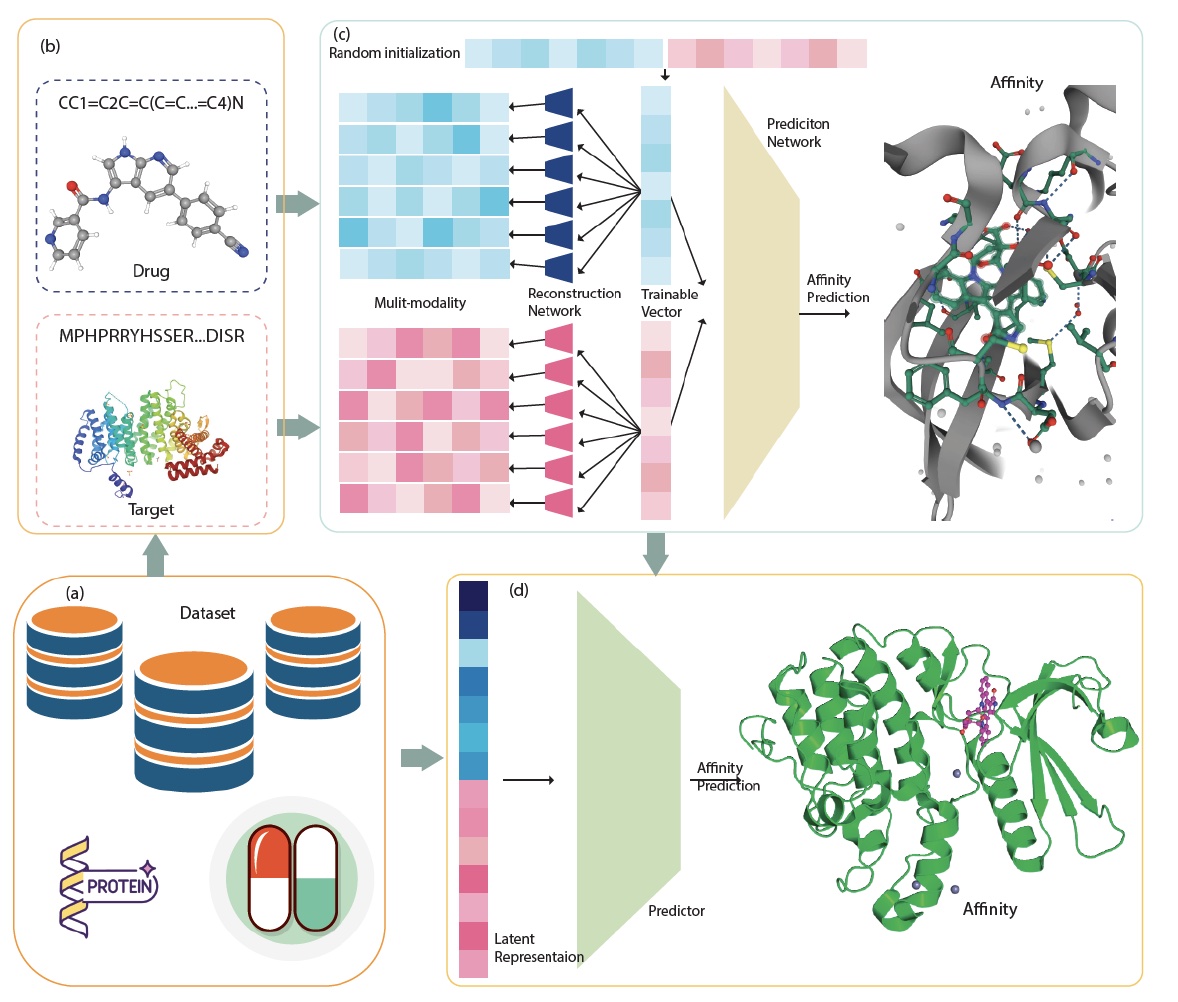 (b)
CC1=C2C=C(C=C...=C4)N
Drug
MPHPRRYHSSER...DISR
Target
(c)
Random initialization
Mulit-modality
Reconstruction
Network
Trainable
Vector
Prediciton
Network
Affinity
Prediction
Affinity
(a)
Dataset
PROTEIN
(d)
Latent
Representaion
Predictor
Affinity
Prediction
Affinity